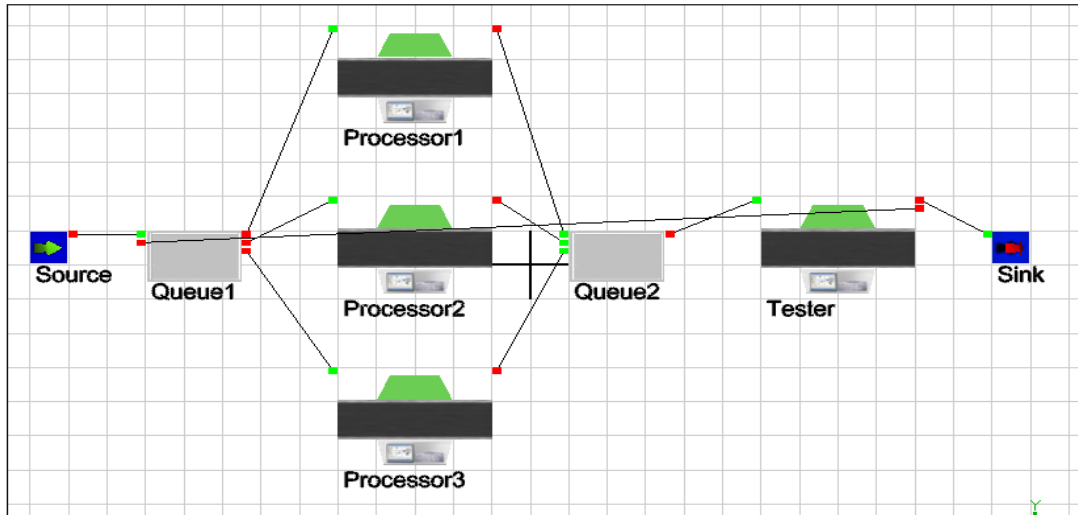 Processor1
Source
Queue1
Processor2
Queue2
Tester
Sink
Processor3
Y